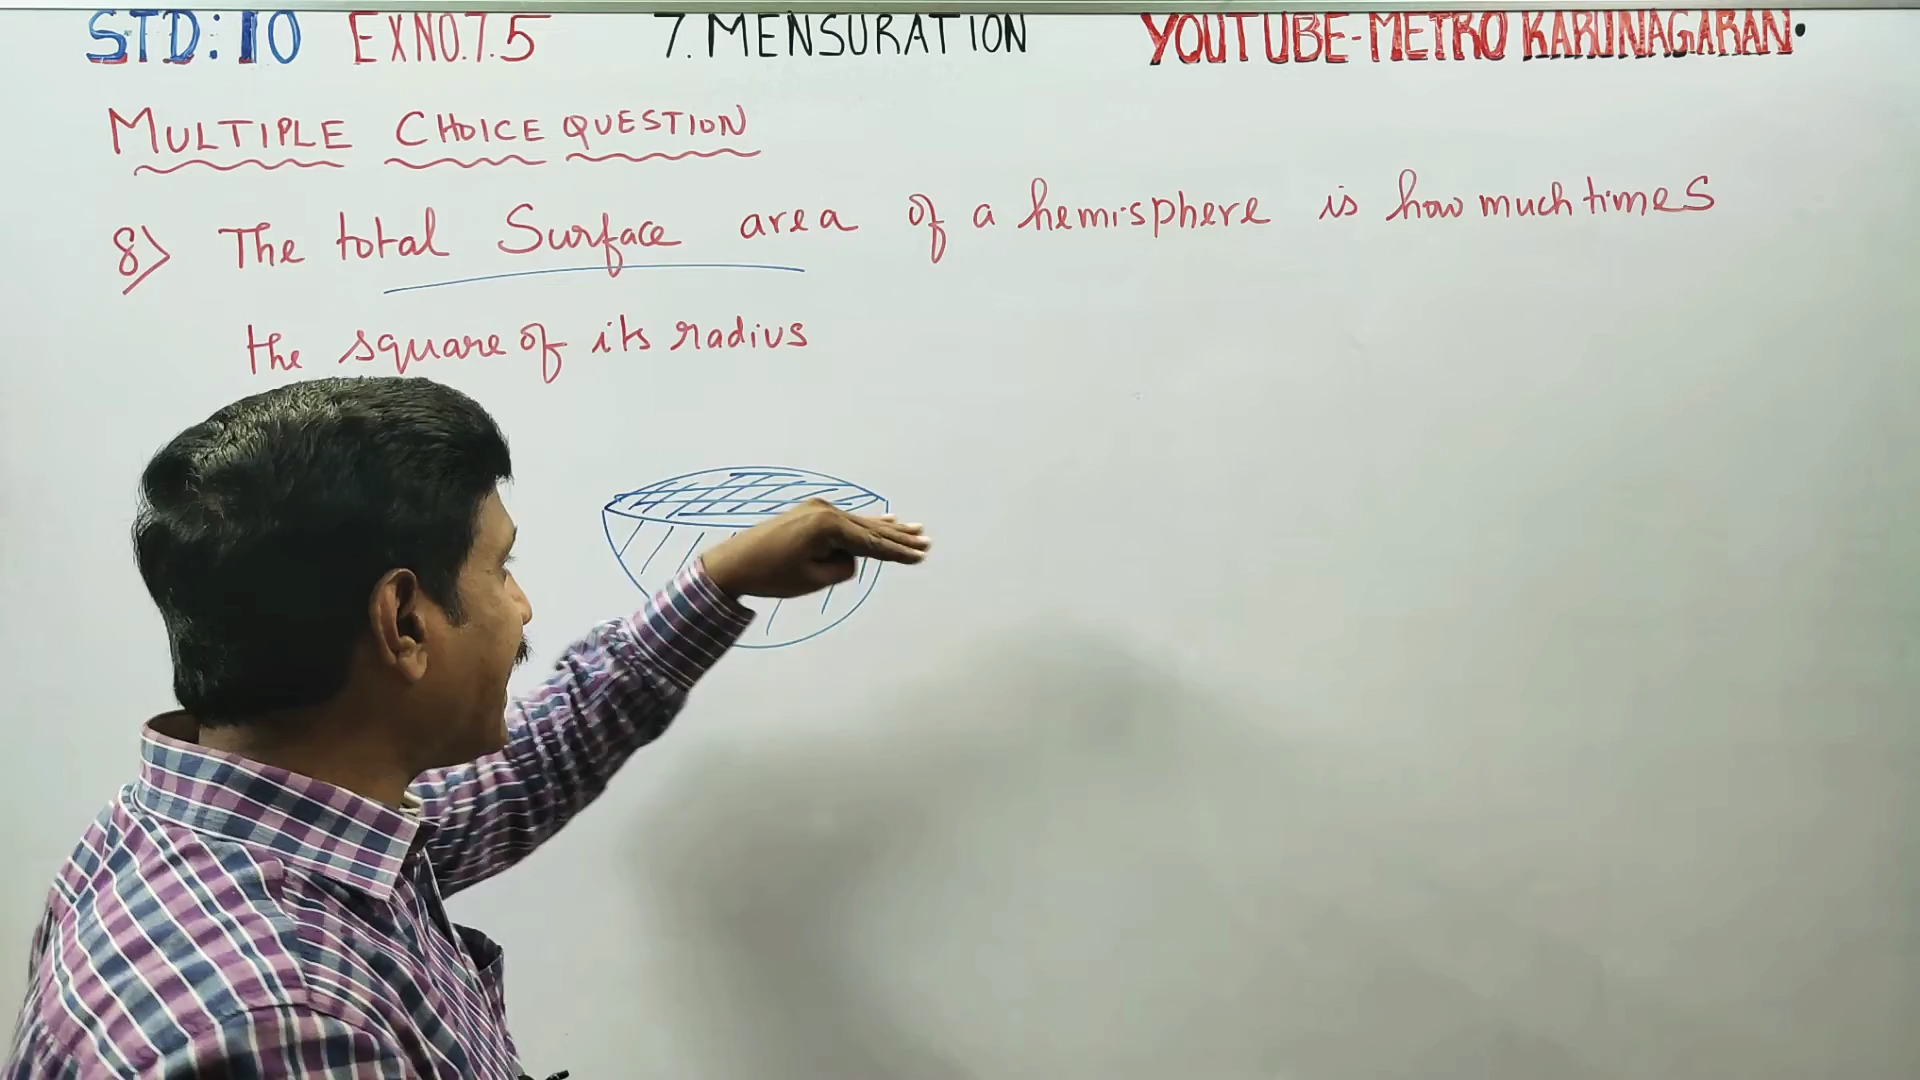 STD: 10 EX NO. 7.5 7. MENSURATION YOUTUBE-METRO KARUNAGARAN.
MULTIPLE CHOICE QUESTION
8) The total Surface area of a hemisphere is how much times
the square of its radius